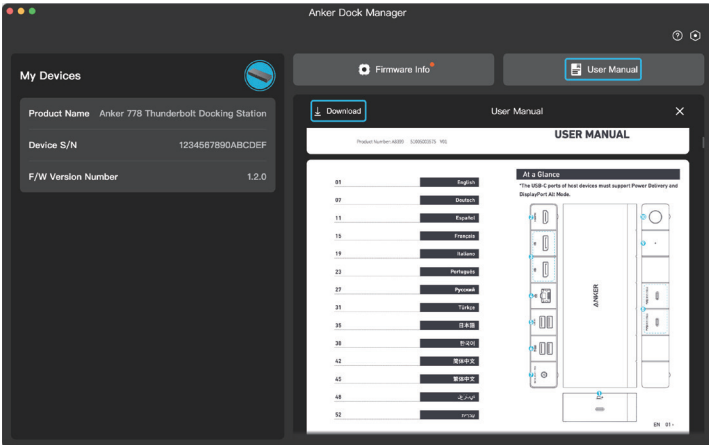 Anker Dock Manager
My Devices
Product Name Anker 778 Thunderbolt Docking Station
Device S/N 1234567890ABCDEF
F/W Version Number 1.2.0
Firmware Info
User Manual
Download
User Manual
USER MANUAL
01 English
07 Deutsch
11 Español
15 Français
19 Italiano
23 Português
27 Русский
31 Türkçe
35 日本語
38 한국어
42 简体中文
45 繁体中文
48
52 עברית
At a Glance
*The USB-C ports of host devices must support Power Delivery and
DisplayPort Alt Mode.
ANKER
EN 01